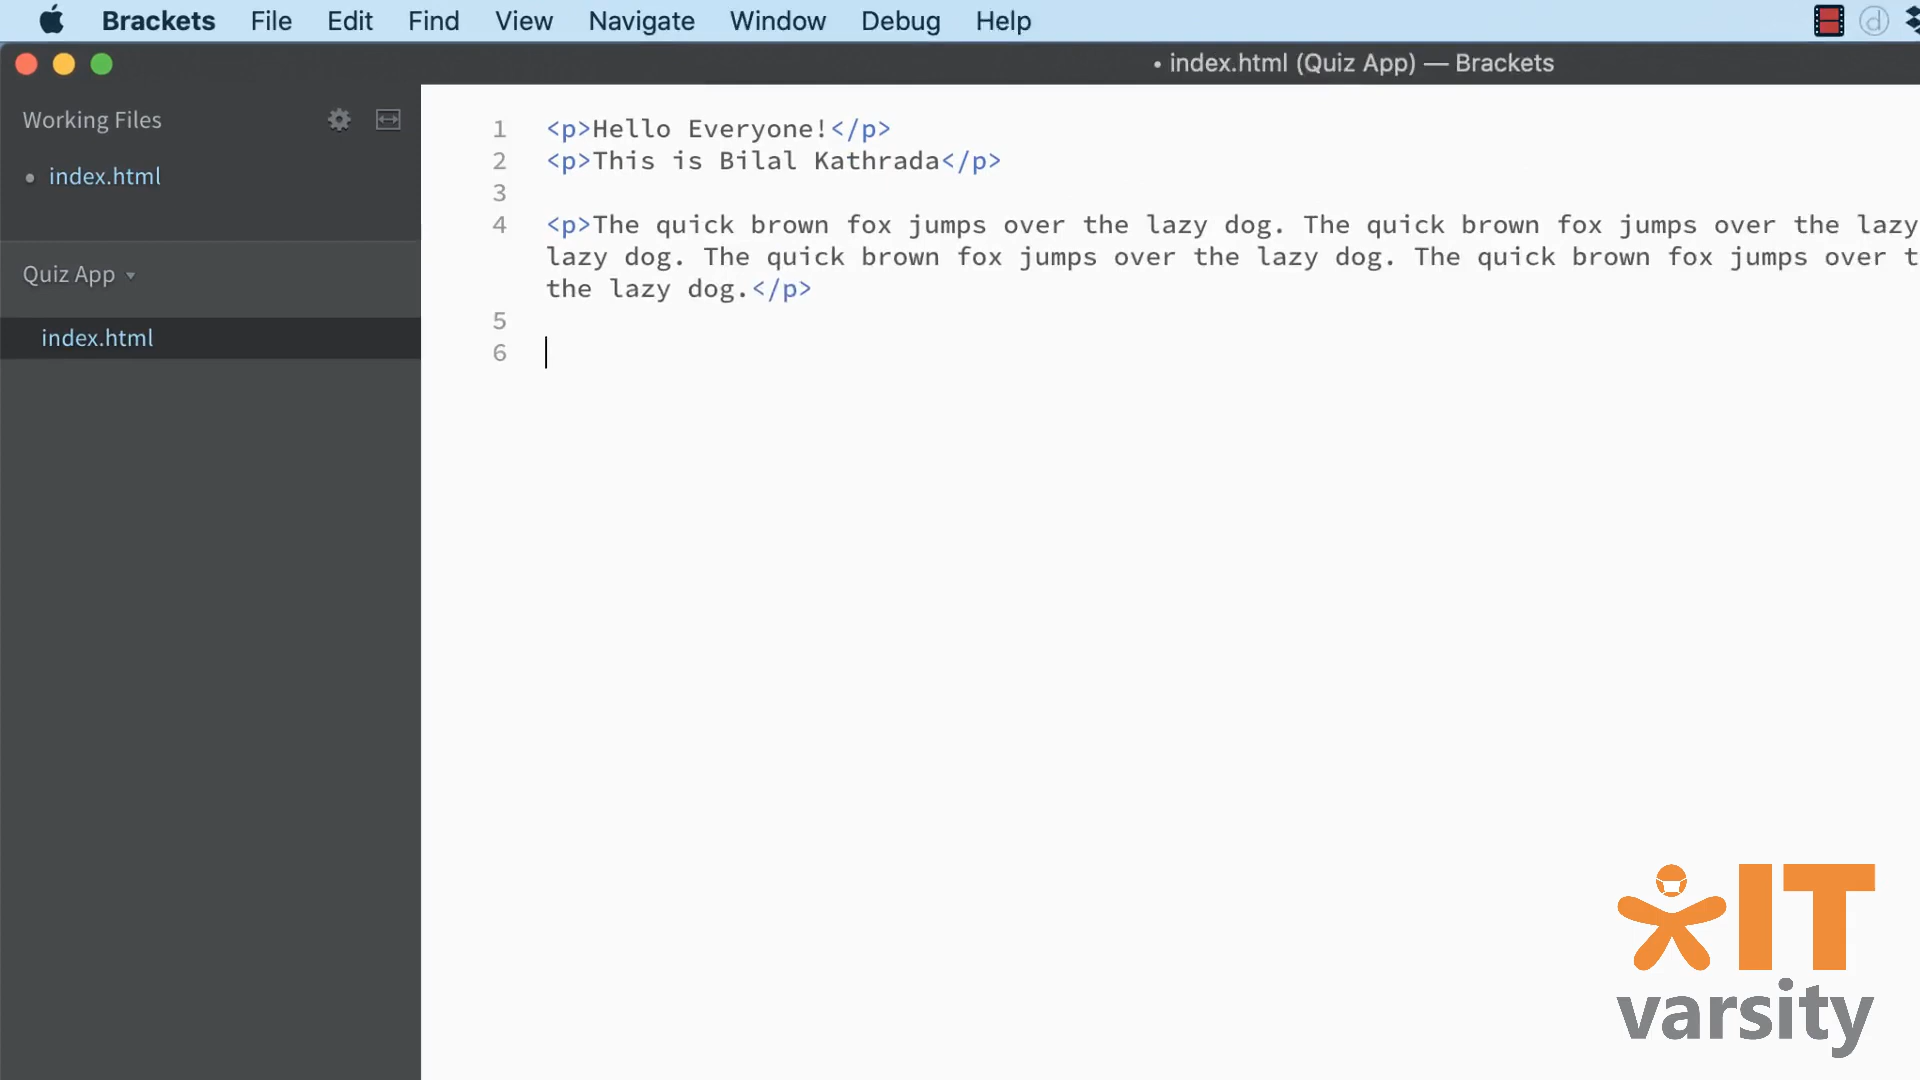 Brackets File Edit Find View Navigate Window Debug Help
• index.html (Quiz App) — Brackets
Working Files
• index.html
Quiz App
index.html
1 <p>Hello Everyone!</p>
2 <p>This is Bilal Kathrada</p>
3
4 <p>The quick brown fox jumps over the lazy dog. The quick brown fox jumps over the lazy
lazy dog. The quick brown fox jumps over the lazy dog. The quick brown fox jumps over t
the lazy dog.</p>
5
6
IT
varsity